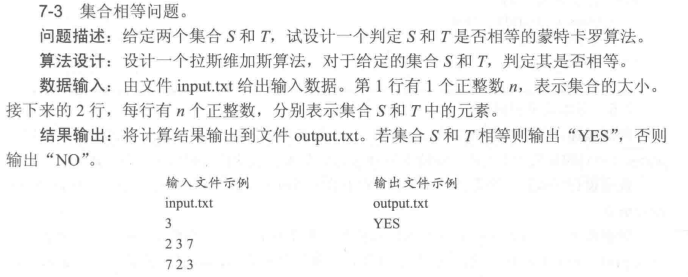 7-3 集合相等问题。
问题描述：给定两个集合 S 和 T，试设计一个判定 S 和 T 是否相等的蒙特卡罗算法。
算法设计：设计一个拉斯维加斯算法，对于给定的集合 S 和 T，判定其是否相等。
数据输入：由文件 input.txt 给出输入数据。第 1 行有 1 个正整数 n，表示集合的大小。
接下来的 2 行，每行有 n 个正整数，分别表示集合 S 和 T 中的元素。
结果输出：将计算结果输出到文件 output.txt。若集合 S 和 T 相等则输出“YES”，否则
输出“NO”。
输入文件示例 输出文件示例
input.txt output.txt
3 YES
2 3 7
7 2 3